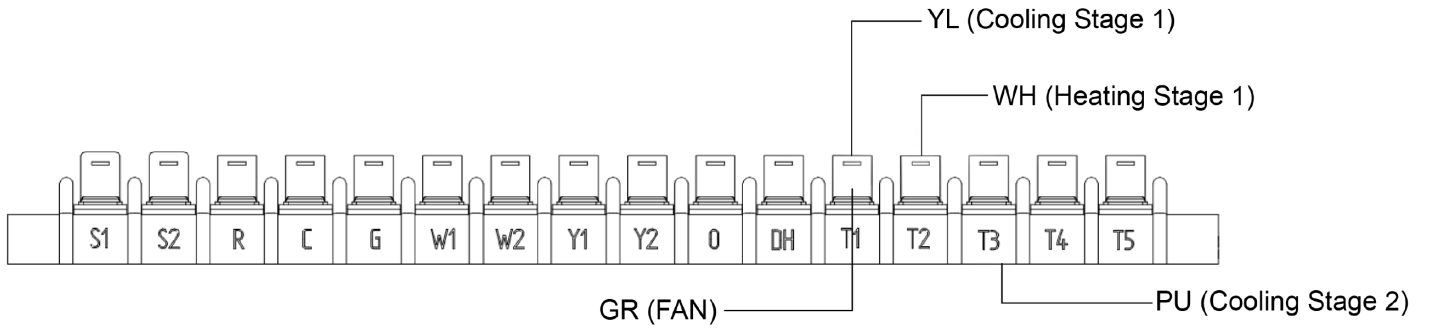 YL (Cooling Stage 1)
WH (Heating Stage 1)
S1 S2 R C G W1 W2 Y1 Y2 O DH T1 T2 T3 T4 T5
GR (FAN)
PU (Cooling Stage 2)